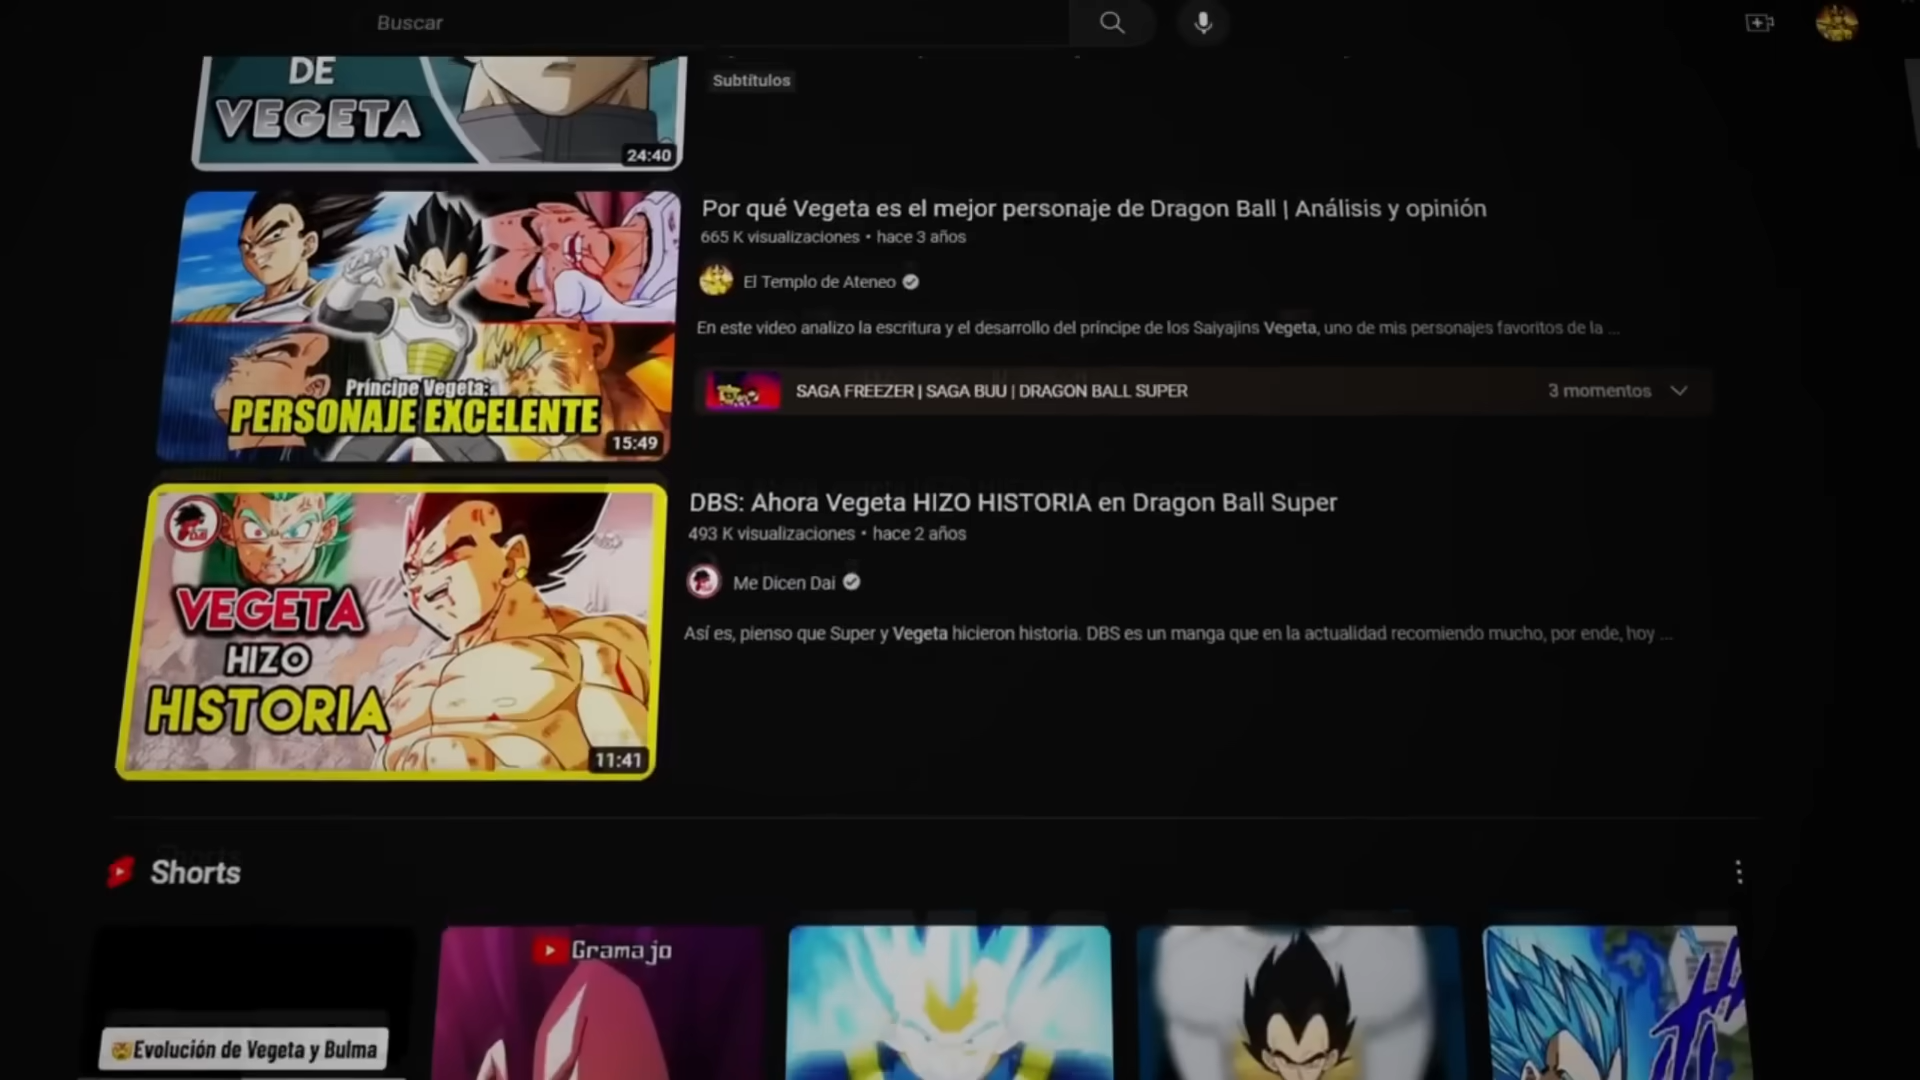 Buscar
DE
VEGETA
24:40
Subtítulos
Príncipe Vegeta:
PERSONAJE EXCELENTE
15:49
Por qué Vegeta es el mejor personaje de Dragon Ball | Análisis y opinión
665 K visualizaciones • hace 3 años
El Templo de Ateneo
En este video analizo la escritura y el desarrollo del príncipe de los Saiyajins Vegeta, uno de mis personajes favoritos de la ...
SAGA FREEZER | SAGA BUU | DRAGON BALL SUPER
3 momentos
VEGETA
HIZO
HISTORIA
11:41
DBS: Ahora Vegeta HIZO HISTORIA en Dragon Ball Super
493 K visualizaciones • hace 2 años
Me Dicen Dai
Así es, pienso que Super y Vegeta hicieron historia. DBS es un manga que en la actualidad recomiendo mucho, por ende, hoy ...
Shorts
Evolución de Vegeta y Bulma
Gramajo